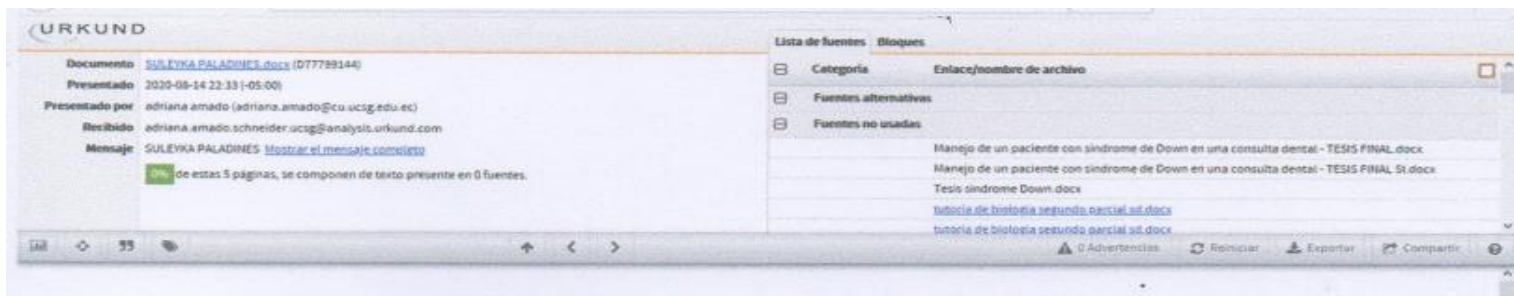 URKUND
Documento SULEYKA PALADINES.docx (D77799144)
Presentado 2020-08-14 22:33 (-05:00)
Presentado por adriana amado (adriana.amado@cu.ucsg.edu.ec)
Recibido adriana.amado.schneider.ucsg@analysis.urkund.com
Mensaje SULEYKA PALADINES Mostrar el mensaje completo
0% de estas 5 páginas, se componen de texto presente en 0 fuentes.
Lista de fuentes Bloques
Categoría Enlace/nombre de archivo
Fuentes alternativas
Fuentes no usadas
Manejo de un paciente con sindrome de Down en una consulta dental - TESIS FINAL.docx
Manejo de un paciente con sindrome de Down en una consulta dental - TESIS FINAL St.docx
Tesis sindrome Down.docx
tutoria de biologia segundo parcial sd.docx
tutoria de biologia segundo parcial sd.docx
0 Advertencias Reiniciar Exportar Compartir